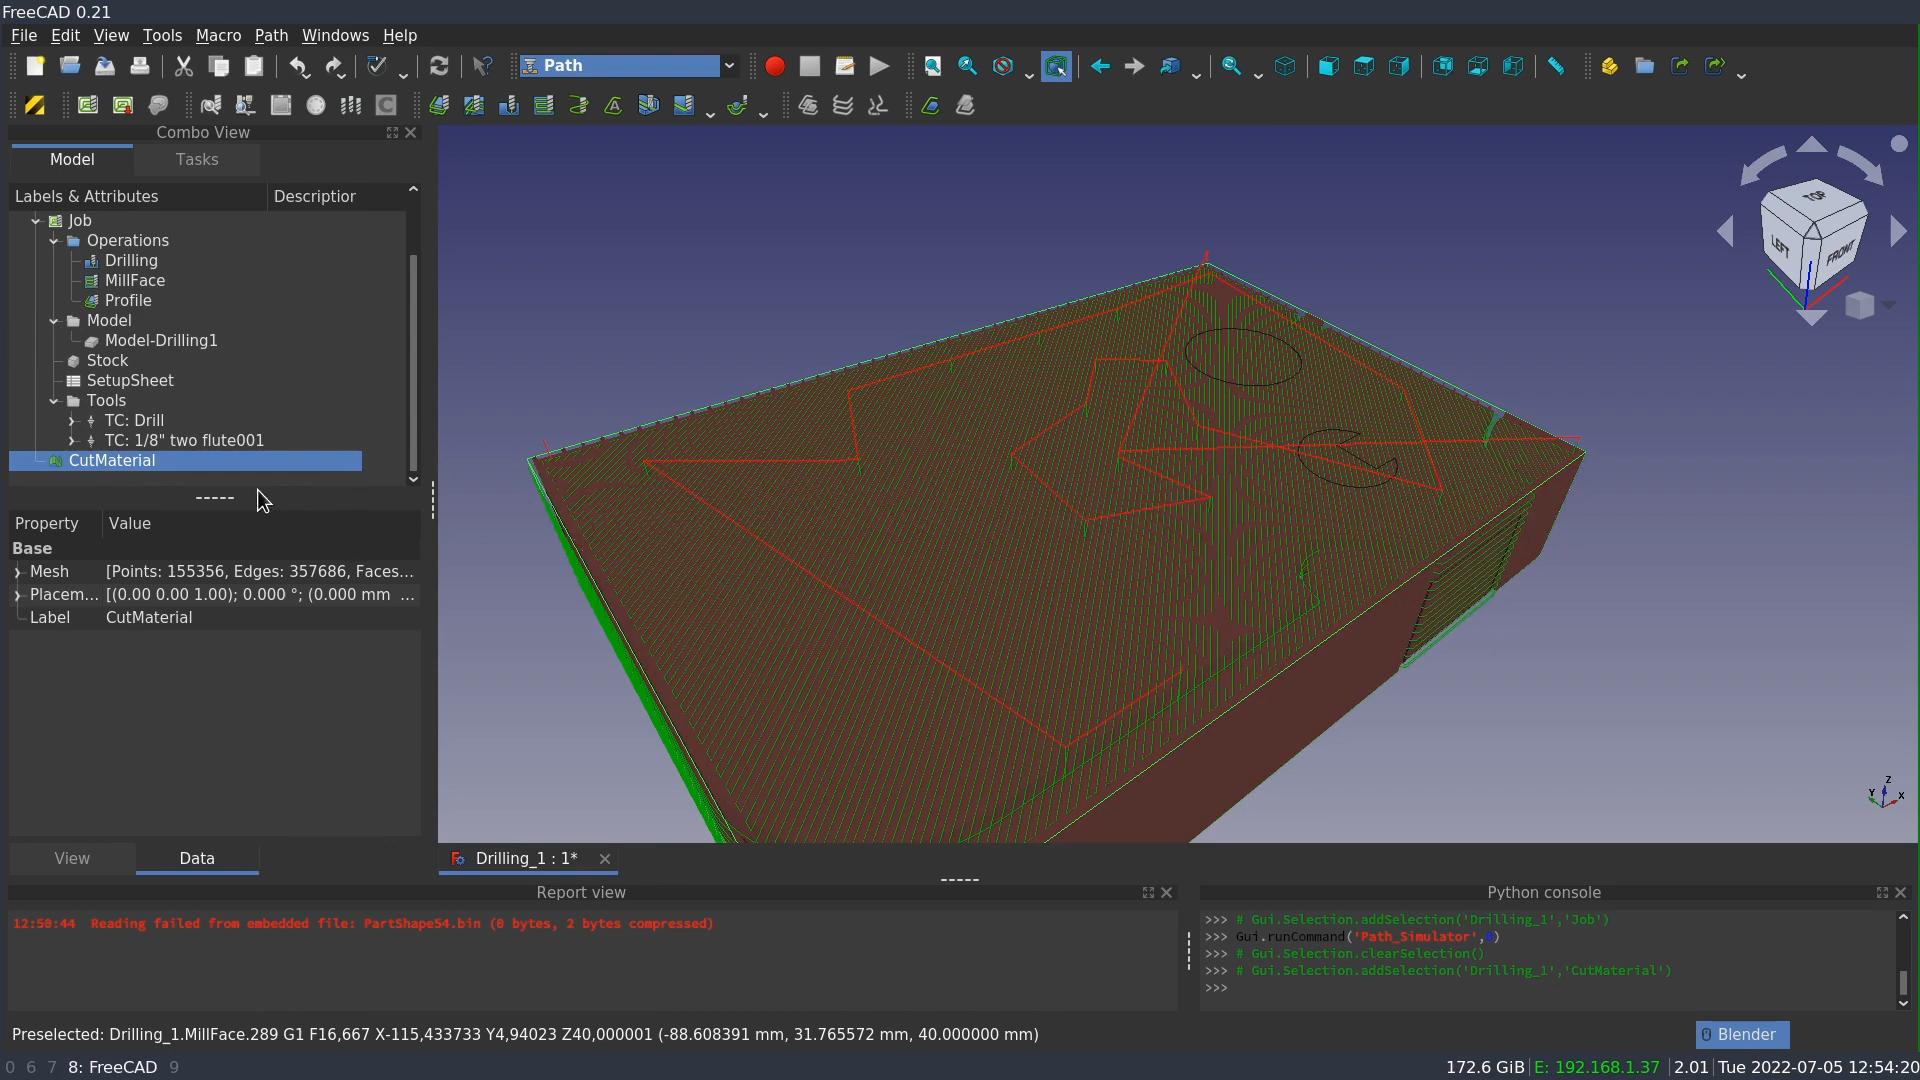 FreeCAD 0.21
File Edit View Tools Macro Path Windows Help
Path
Combo View
Model Tasks
Labels & Attributes Descriptior
Job
Operations
Drilling
MillFace
Profile
Model
Model-Drilling1
Stock
SetupSheet
Tools
TC: Drill
TC: 1/8" two flute001
CutMaterial
Property Value
Base
Mesh [Points: 155356, Edges: 357686, Faces...
Placem... [(0.00 0.00 1.00); 0.000 °; (0.000 mm ...
Label CutMaterial
View Data
TOP
LEFT
FRONT
Z
Y
X
Drilling_1 : 1*
Report view
12:50:44 Reading failed from embedded file: PartShape54.bin (0 bytes, 2 bytes compressed)
Python console
>>> # Gui.Selection.addSelection('Drilling_1','Job')
>>> Gui.runCommand('Path_Simulator',0)
>>> # Gui.Selection.clearSelection()
>>> # Gui.Selection.addSelection('Drilling_1','CutMaterial')
>>>
Preselected: Drilling_1.MillFace.289 G1 F16,667 X-115,433733 Y4,94023 Z40,000001 (-88.608391 mm, 31.765572 mm, 40.000000 mm)
Blender
0 6 7 8: FreeCAD 9
172.6 GiB E: 192.168.1.37 2.01 Tue 2022-07-05 12:54:20